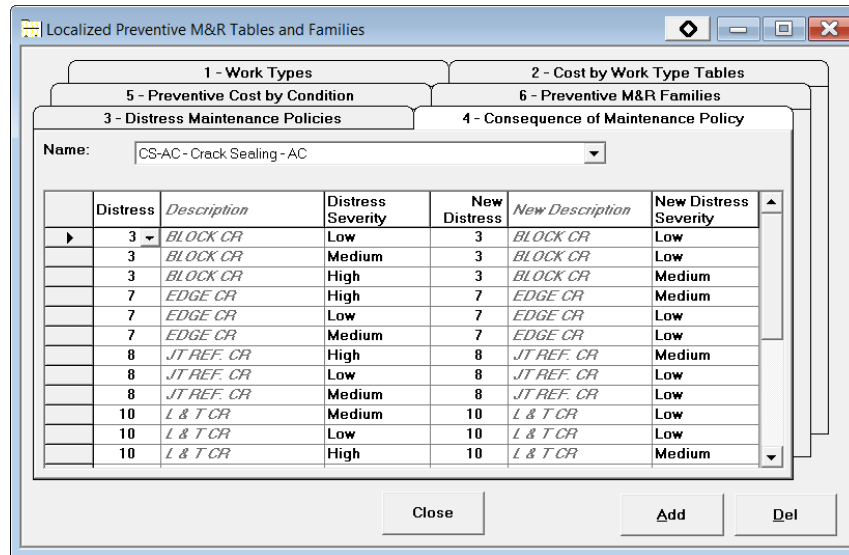 Localized Preventive M&R Tables and Families
1 - Work Types 2 - Cost by Work Type Tables
5 - Preventive Cost by Condition 6 - Preventive M&R Families
3 - Distress Maintenance Policies 4 - Consequence of Maintenance Policy
Name: CS-AC - Crack Sealing - AC
Distress Description Distress Severity New Distress New Description New Distress Severity
3 BLOCK CR Low 3 BLOCK CR Low
3 BLOCK CR Medium 3 BLOCK CR Low
3 BLOCK CR High 3 BLOCK CR Medium
7 EDGE CR High 7 EDGE CR Medium
7 EDGE CR Low 7 EDGE CR Low
7 EDGE CR Medium 7 EDGE CR Low
8 JT REF. CR High 8 JT REF. CR Medium
8 JT REF. CR Low 8 JT REF. CR Low
8 JT REF. CR Medium 8 JT REF. CR Low
10 L & T CR Medium 10 L & T CR Low
10 L & T CR Low 10 L & T CR Low
10 L & T CR High 10 L & T CR Medium
Close Add Del